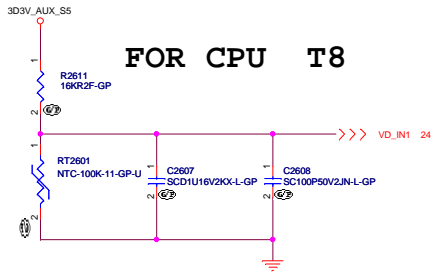 3D3V_AUX_S5
FOR CPU T8
1
R2611
16KR2F-GP
2
VD_IN1 24
1
RT2601
NTC-100K-11-GP-U
2
1
C2607
SCD1U16V2KX-L-GP
2
1
C2608
SC100P50V2JN-L-GP
2